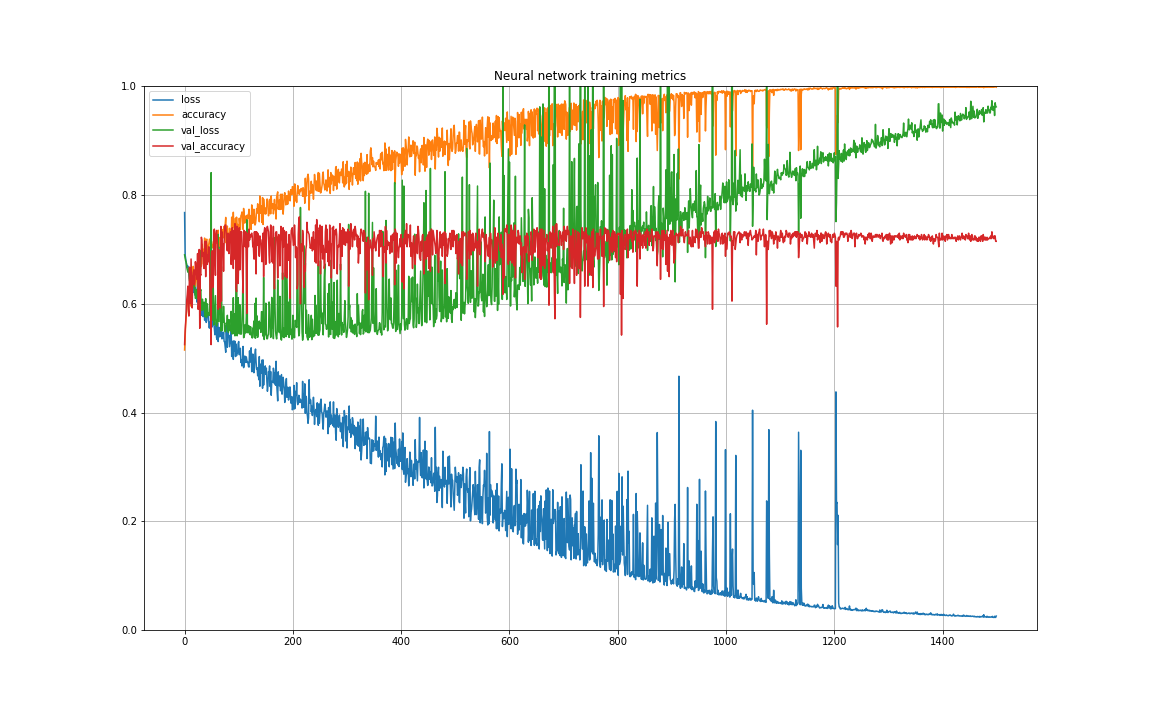 Neural network training metrics
loss
accuracy
val_loss
val_accuracy
1.0
0.8
0.6
0.4
0.2
0.0
0 200 400 600 800 1000 1200 1400